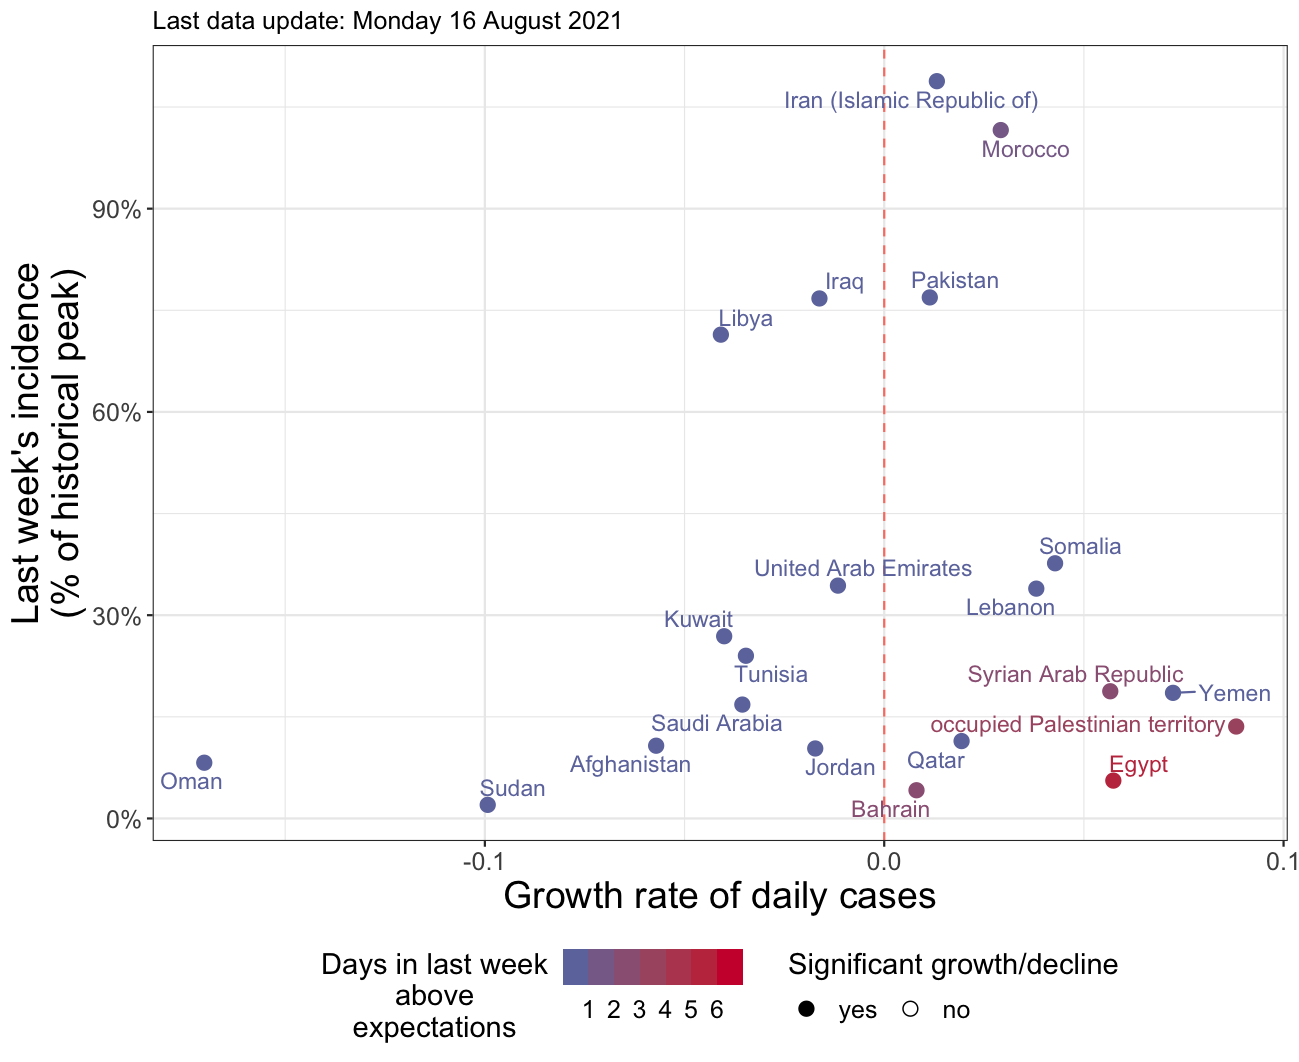 Last data update: Monday 16 August 2021
Iran (Islamic Republic of)
Morocco
90%
Iraq
Pakistan
Libya
60%
Last week's incidence
(% of historical peak)
Somalia
United Arab Emirates
Lebanon
30%
Kuwait
Tunisia
Syrian Arab Republic
Yemen
Saudi Arabia
occupied Palestinian territory
Afghanistan
Jordan
Qatar
Egypt
Oman
Sudan
Bahrain
0%
-0.1
0.0
0.1
Growth rate of daily cases
Days in last week
above
expectations
1 2 3 4 5 6
Significant growth/decline
yes no